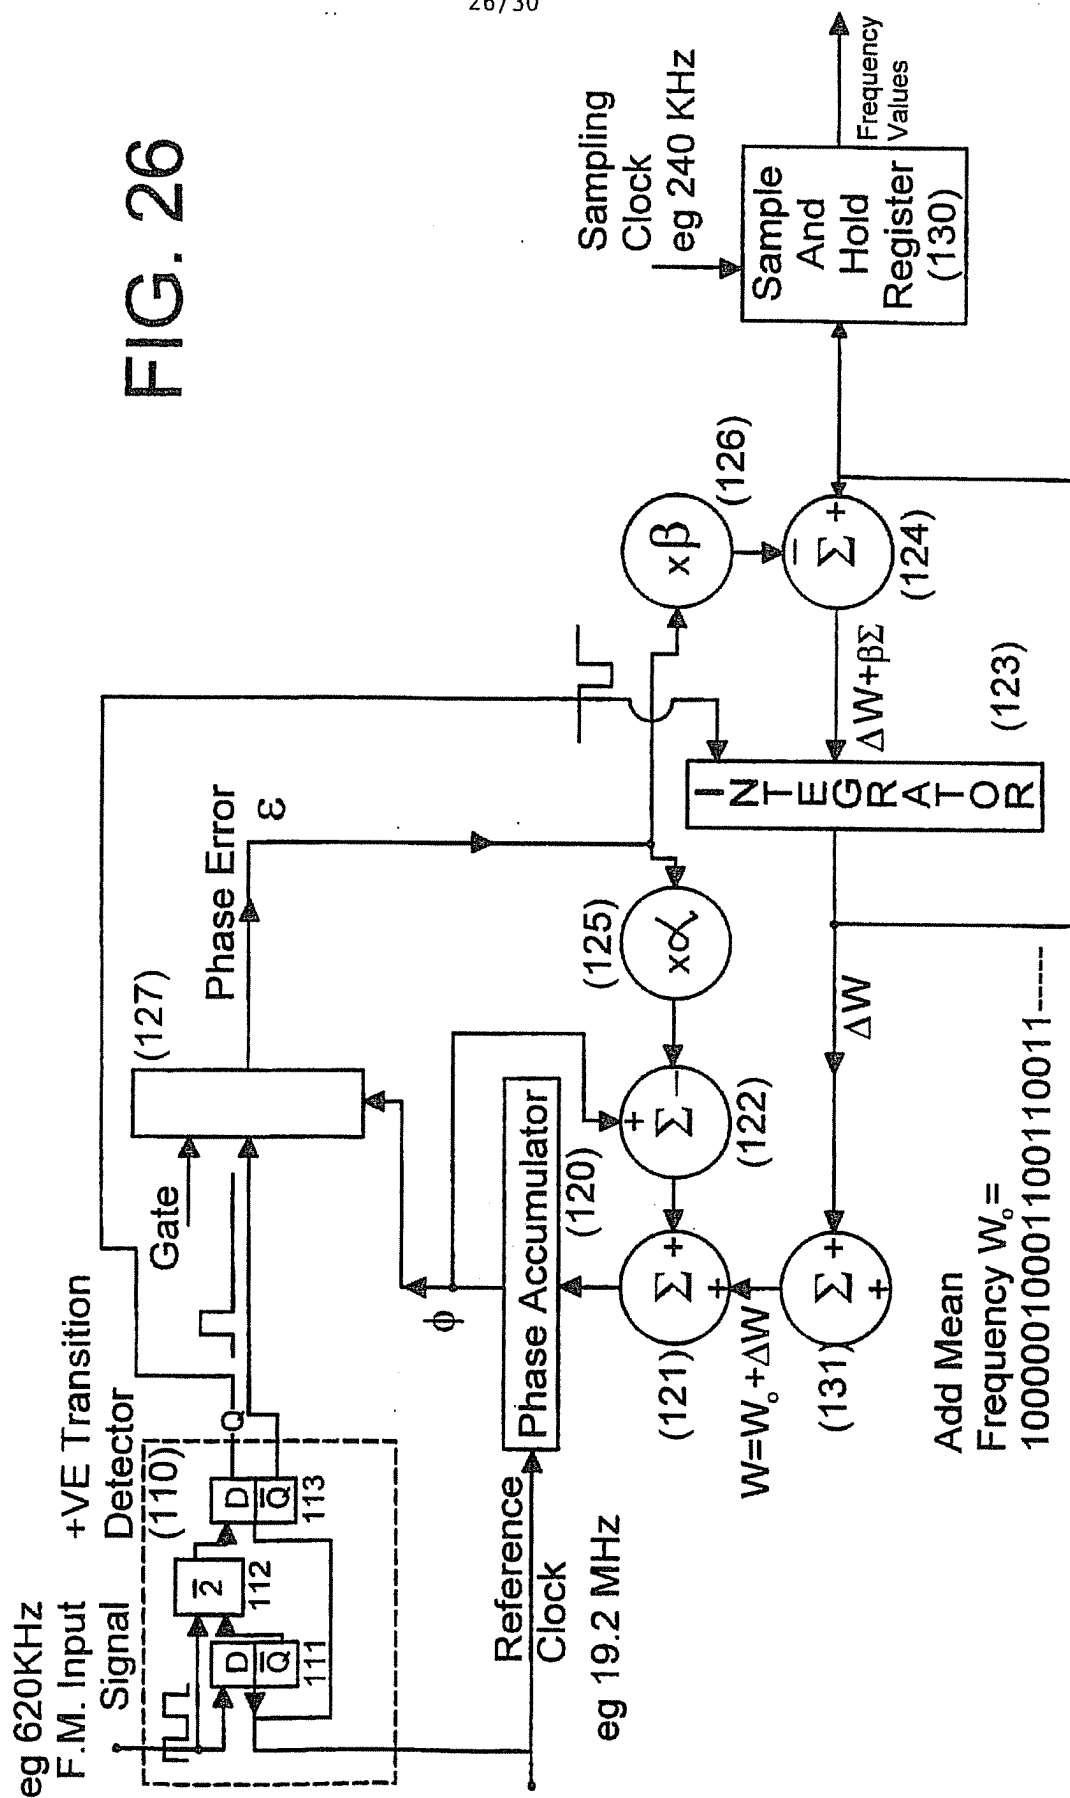 26/30
FIG. 26
eg 620KHz
F.M. Input
Signal
+VE Transition
Detector
(110)
D
Q̅
111
2̅
112
D
Q̅
113
Q
Gate
(127)
Phase Error
ε
Reference
Clock
eg 19.2 MHz
Phase Accumulator
(120)
ϕ
Σ + +
(121)
+ Σ −
(122)
xα
(125)
xβ
(126)
− Σ +
(124)
ΔW+βΣ
INTEGRATOR
(123)
ΔW
Σ + +
(131)
W=Wₒ+ΔW
Add Mean
Frequency Wₒ=
10000010001100110011-----
Sampling
Clock
eg 240 KHz
Sample
And
Hold
Register
(130)
Frequency
Values